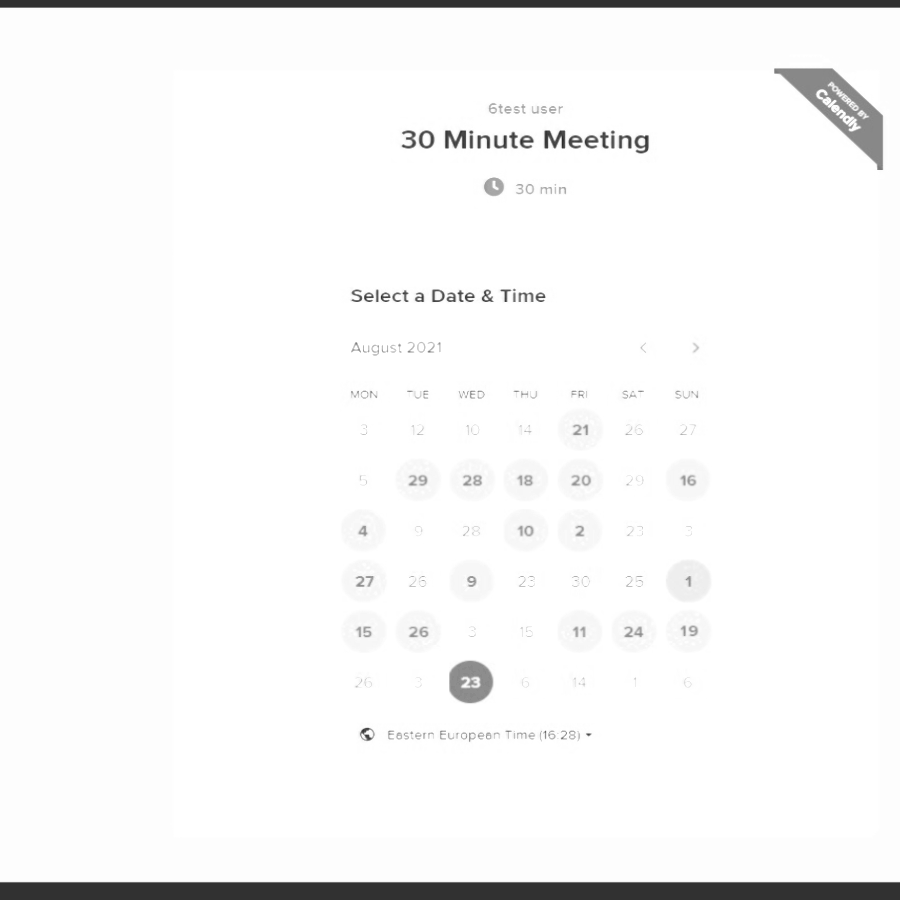 POWERED BY
Calendly
6test user
30 Minute Meeting
30 min
Select a Date & Time
August 2021
MON TUE WED THU FRI SAT SUN
3 12 10 14 21 26 27
5 29 28 18 20 29 16
4 9 28 10 2 23 3
27 26 9 23 30 25 1
15 26 3 15 11 24 19
26 3 23 6 14 1 6
Eastern European Time (16:28)